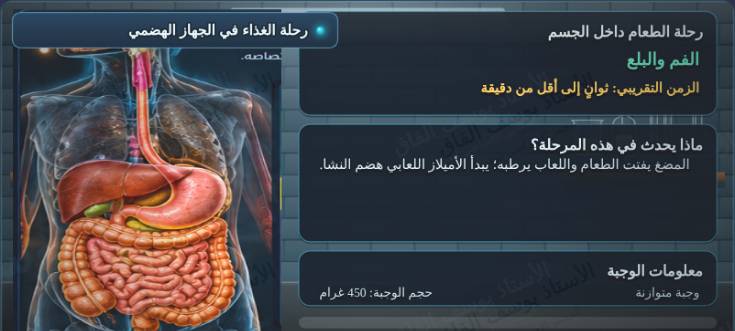 رحلة الغذاء في الجهاز الهضمي
رحلة الطعام داخل الجسم
الفم والبلع
الزمن التقريبي: ثوانٍ إلى أقل من دقيقة
ماذا يحدث في هذه المرحلة؟
المضغ يفتت الطعام واللعاب يرطبه؛ يبدأ الأميلاز اللعابي هضم النشا.
معلومات الوجبة
وجبة متوازنة
حجم الوجبة: 450 غرام